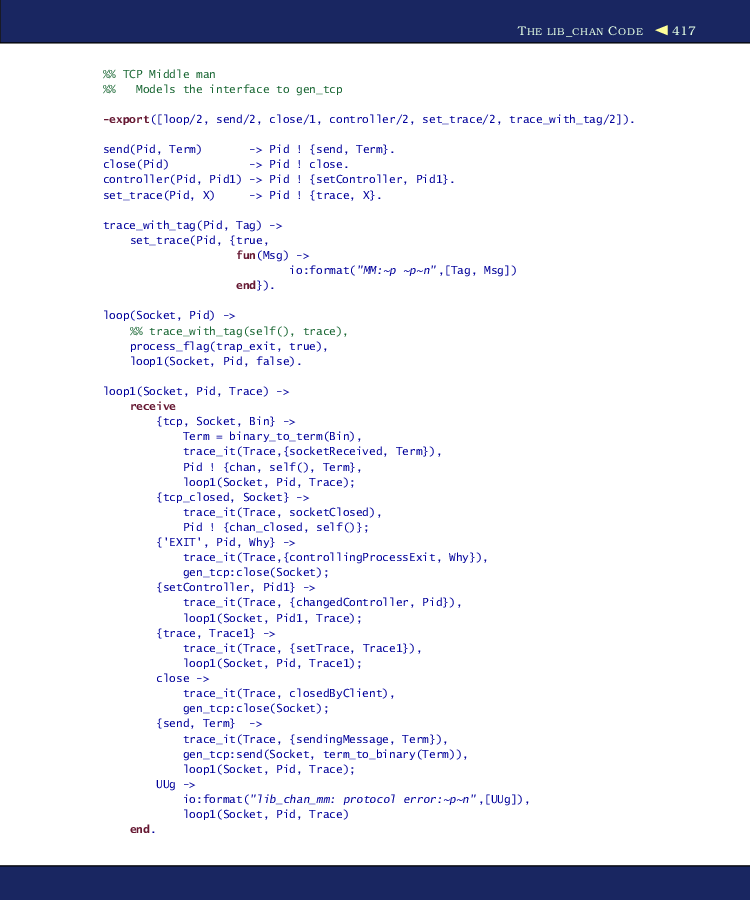 THE LIB_CHAN CODE ◀ 417
%% TCP Middle man
%%   Models the interface to gen_tcp
-export([loop/2, send/2, close/1, controller/2, set_trace/2, trace_with_tag/2]).
send(Pid, Term)       -> Pid ! {send, Term}.
close(Pid)            -> Pid ! close.
controller(Pid, Pid1) -> Pid ! {setController, Pid1}.
set_trace(Pid, X)     -> Pid ! {trace, X}.
trace_with_tag(Pid, Tag) ->
    set_trace(Pid, {true,
                    fun(Msg) ->
                            io:format("MM:~p ~p~n",[Tag, Msg])
                    end}).
loop(Socket, Pid) ->
    %% trace_with_tag(self(), trace),
    process_flag(trap_exit, true),
    loop1(Socket, Pid, false).
loop1(Socket, Pid, Trace) ->
    receive
        {tcp, Socket, Bin} ->
            Term = binary_to_term(Bin),
            trace_it(Trace,{socketReceived, Term}),
            Pid ! {chan, self(), Term},
            loop1(Socket, Pid, Trace);
        {tcp_closed, Socket} ->
            trace_it(Trace, socketClosed),
            Pid ! {chan_closed, self()};
        {'EXIT', Pid, Why} ->
            trace_it(Trace,{controllingProcessExit, Why}),
            gen_tcp:close(Socket);
        {setController, Pid1} ->
            trace_it(Trace, {changedController, Pid}),
            loop1(Socket, Pid1, Trace);
        {trace, Trace1} ->
            trace_it(Trace, {setTrace, Trace1}),
            loop1(Socket, Pid, Trace1);
        close ->
            trace_it(Trace, closedByClient),
            gen_tcp:close(Socket);
        {send, Term}  ->
            trace_it(Trace, {sendingMessage, Term}),
            gen_tcp:send(Socket, term_to_binary(Term)),
            loop1(Socket, Pid, Trace);
        UUg ->
            io:format("lib_chan_mm: protocol error:~p~n",[UUg]),
            loop1(Socket, Pid, Trace)
    end.